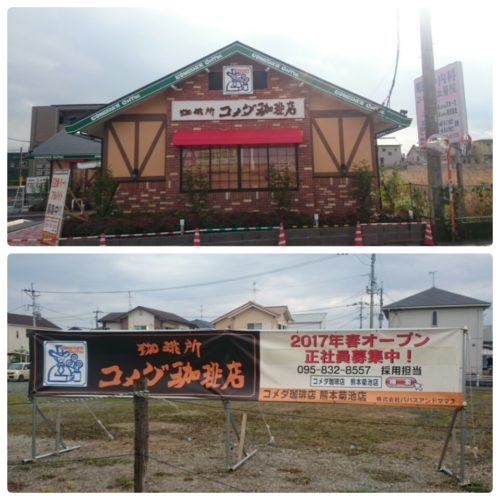 KOMEDA'S Coffee
KOMEDA'S Coffee
珈琲所 コメダ珈琲店
内科
珈琲所
コメダ珈琲店
2017年春オープン
正社員募集中!
095-832-8557 採用担当
コメダ珈琲店 熊本菊池店
コメダ珈琲店 熊本菊池店
株式会社パパスアンドママス